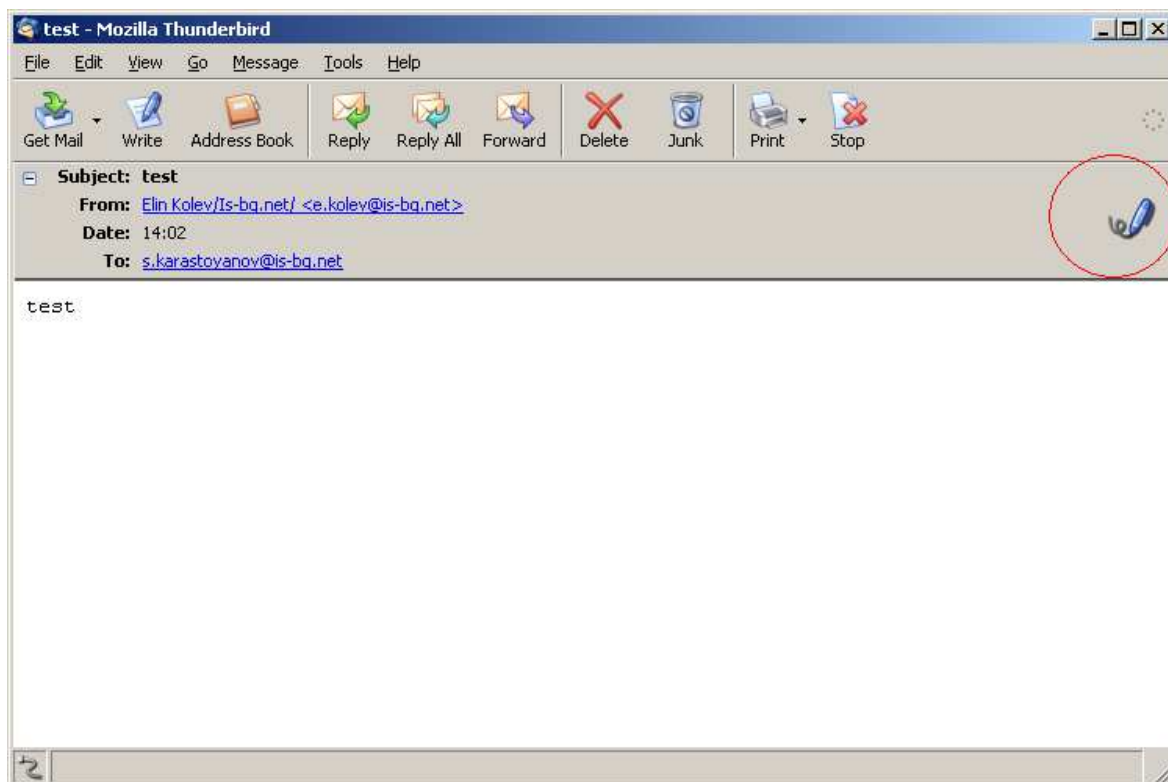 test - Mozilla Thunderbird
File Edit View Go Message Tools Help
Get Mail Write Address Book Reply Reply All Forward Delete Junk Print Stop
Subject: test
From: Elin Kolev/Is-bg.net/ <e.kolev@is-bg.net>
Date: 14:02
To: s.karastoyanov@is-bg.net
test